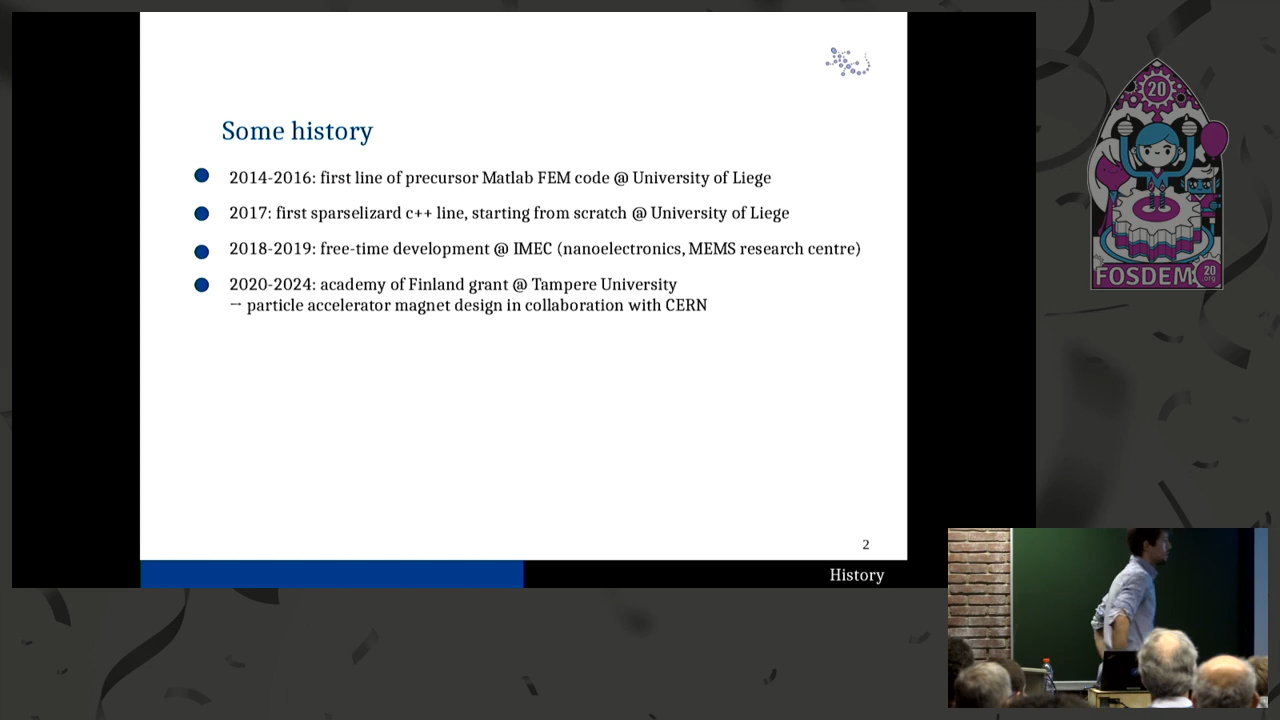 Some history
2014-2016: first line of precursor Matlab FEM code @ University of Liege
2017: first sparselizard c++ line, starting from scratch @ University of Liege
2018-2019: free-time development @ IMEC (nanoelectronics, MEMS research centre)
2020-2024: academy of Finland grant @ Tampere University
→ particle accelerator magnet design in collaboration with CERN
2
History
20
FOSDEM
20
org